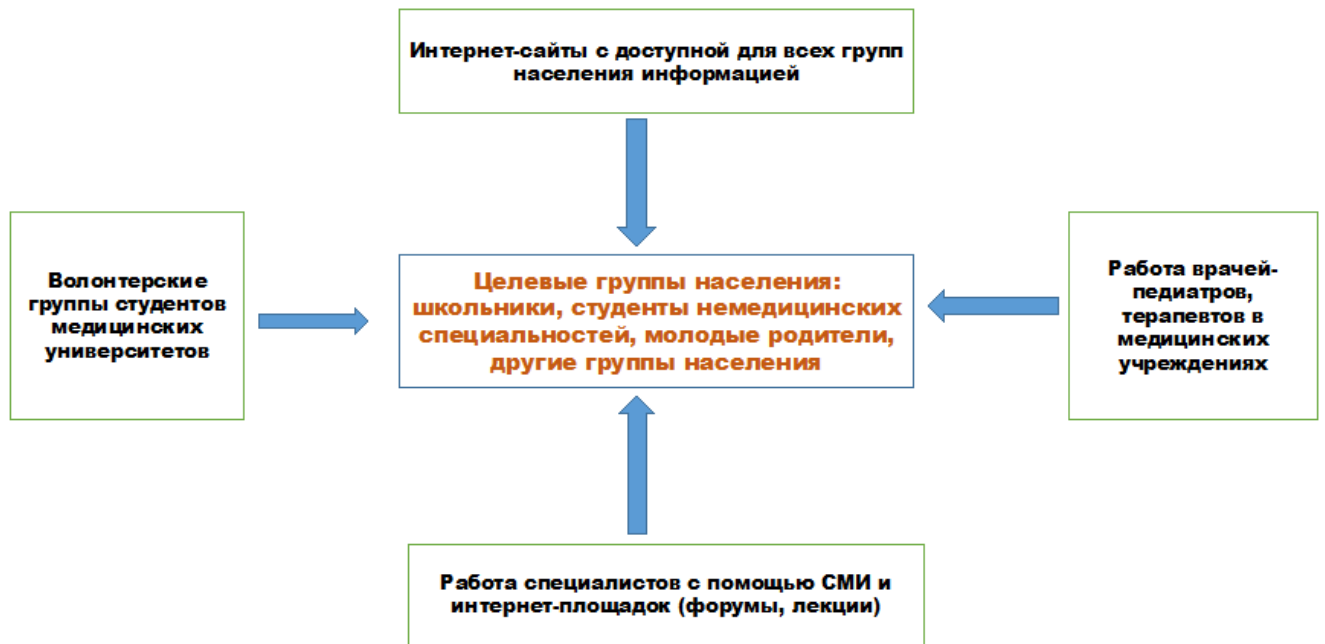 Интернет-сайты с доступной для всех групп
населения информацией
Волонтерские
группы студентов
медицинских
университетов
Целевые группы населения:
школьники, студенты немедицинских
специальностей, молодые родители,
другие группы населения
Работа врачей-
педиатров,
терапевтов в
медицинских
учреждениях
Работа специалистов с помощью СМИ и
интернет-площадок (форумы, лекции)